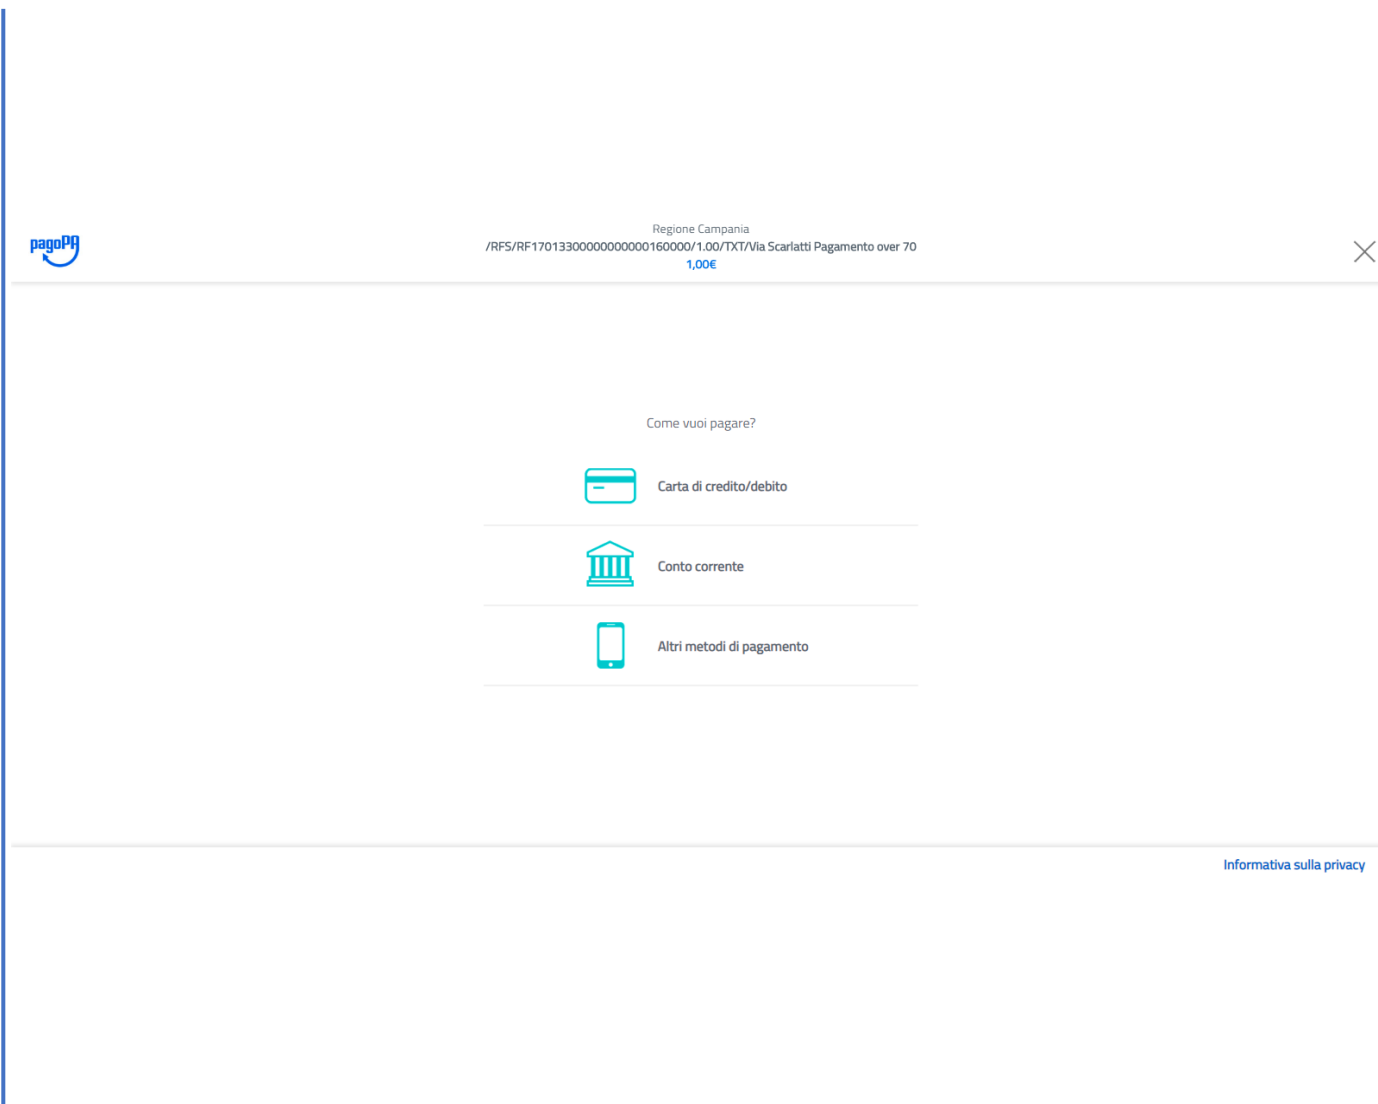 pagoPA
Regione Campania
/RFS/RF17013300000000000160000/1.00/TXT/Via Scarlatti Pagamento over 70
1,00€
Come vuoi pagare?
Carta di credito/debito
Conto corrente
Altri metodi di pagamento
Informativa sulla privacy